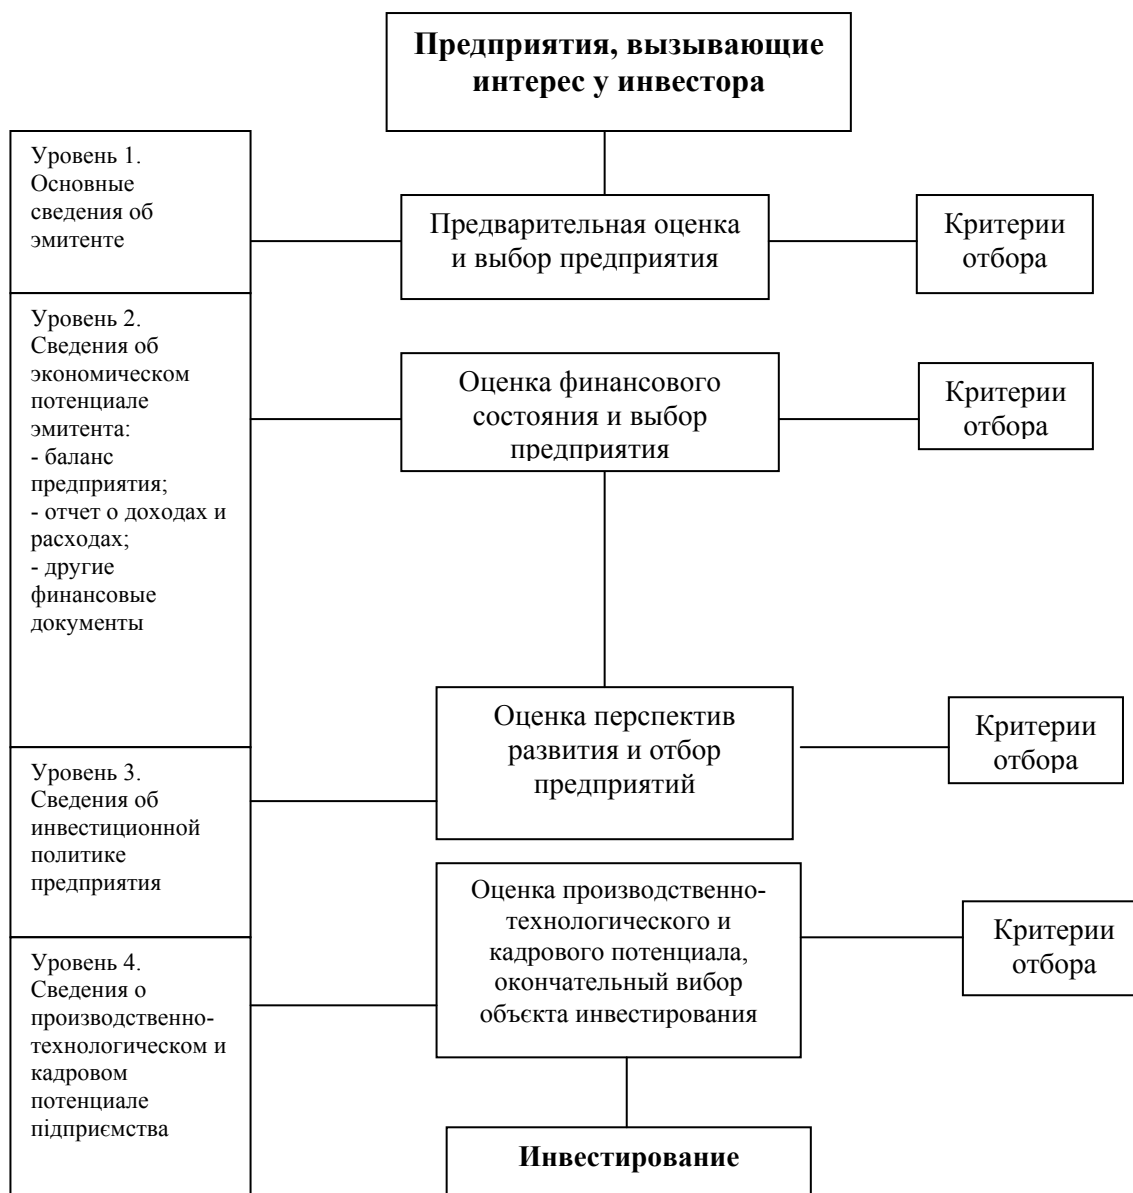 Предприятия, вызывающие
интерес у инвестора
Уровень 1.
Основные
сведения об
эмитенте
Предварительная оценка
и выбор предприятия
Критерии
отбора
Уровень 2.
Сведения об
экономическом
потенциале
эмитента:
- баланс
предприятия;
- отчет о доходах и
расходах;
- другие
финансовые
документы
Оценка финансового
состояния и выбор
предприятия
Критерии
отбора
Уровень 3.
Сведения об
инвестиционной
политике
предприятия
Оценка перспектив
развития и отбор
предприятий
Критерии
отбора
Уровень 4.
Сведения о
производственно-
технологическом и
кадровом
потенциале
підприємства
Оценка производственно-
технологического и
кадрового потенциала,
окончательный вибор
объєкта инвестирования
Критерии
отбора
Инвестирование